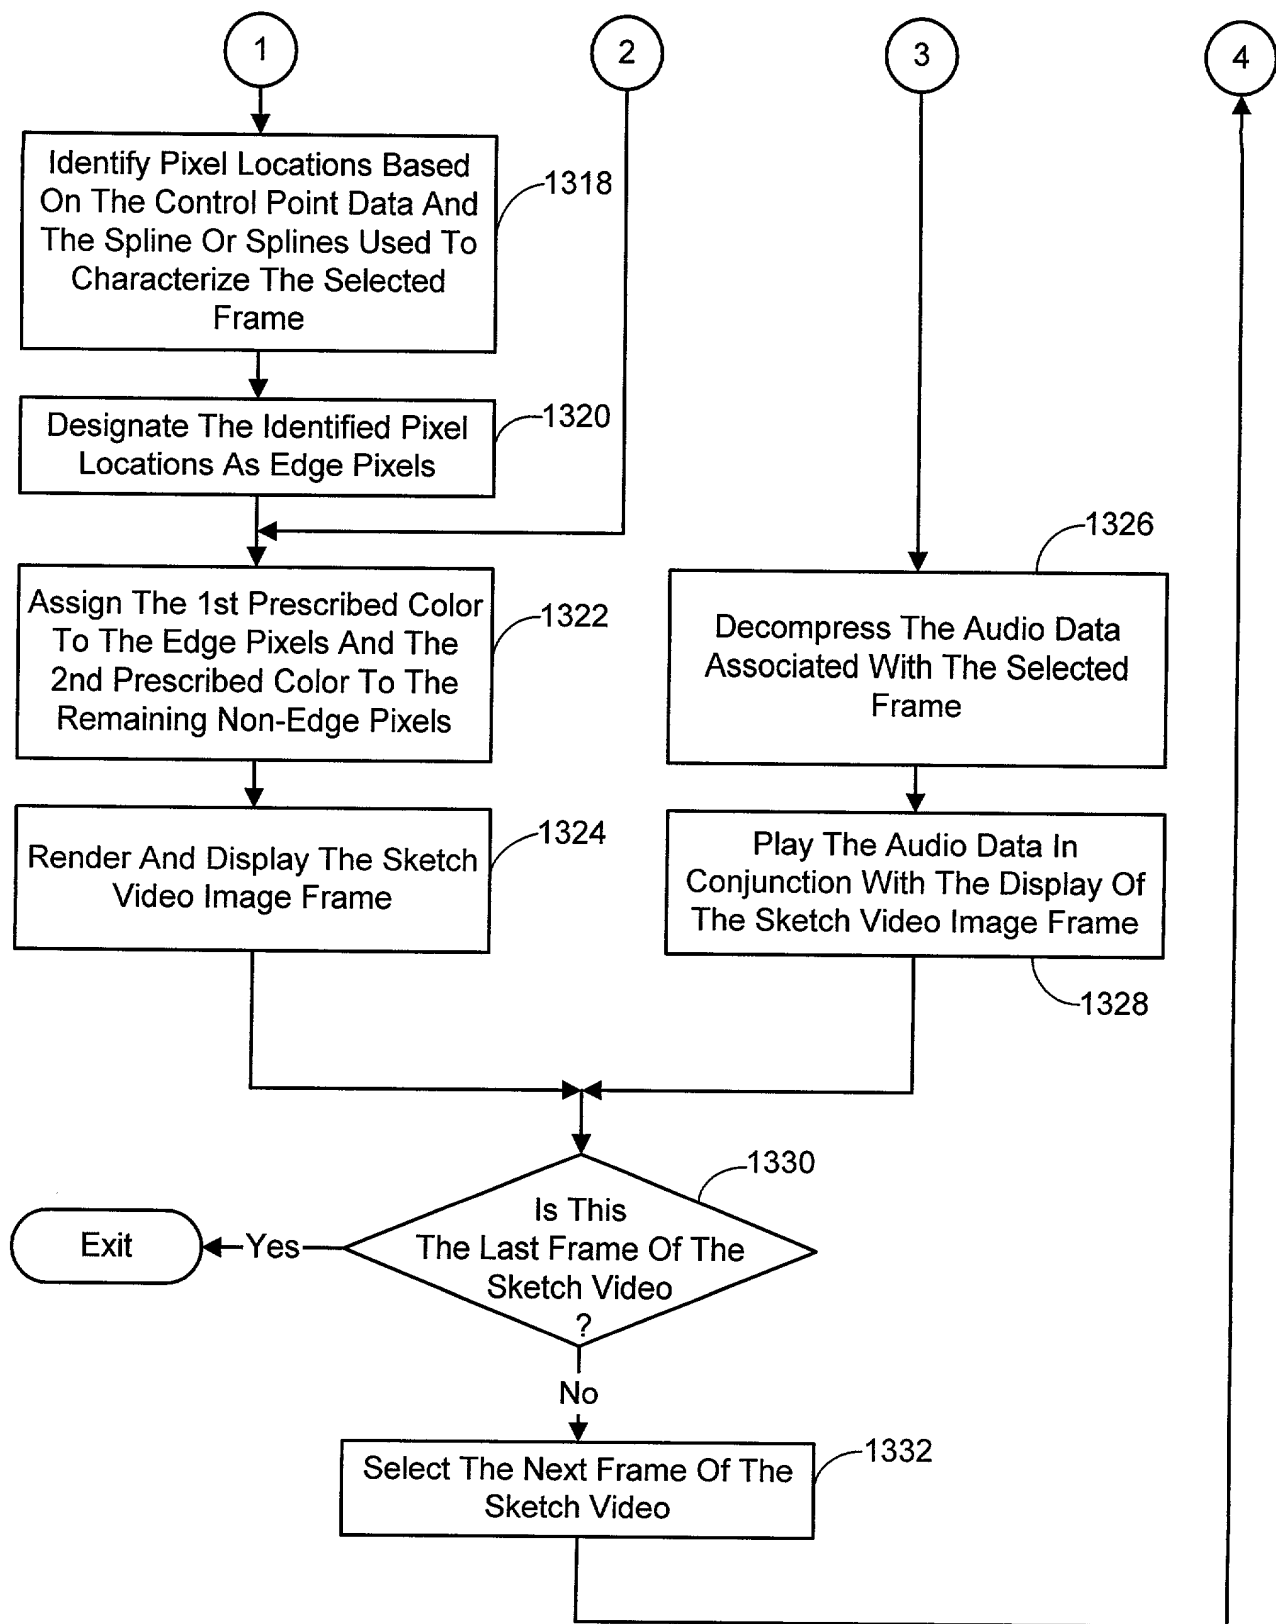 1
2
3
4
Identify Pixel Locations Based
On The Control Point Data And
The Spline Or Splines Used To
Characterize The Selected
Frame
1318
Designate The Identified Pixel
Locations As Edge Pixels
1320
Assign The 1st Prescribed Color
To The Edge Pixels And The
2nd Prescribed Color To The
Remaining Non-Edge Pixels
1322
Render And Display The Sketch
Video Image Frame
1324
1326
Decompress The Audio Data
Associated With The Selected
Frame
Play The Audio Data In
Conjunction With The Display Of
The Sketch Video Image Frame
1328
1330
Is This
The Last Frame Of The
Sketch Video
?
Yes
Exit
No
Select The Next Frame Of The
Sketch Video
1332